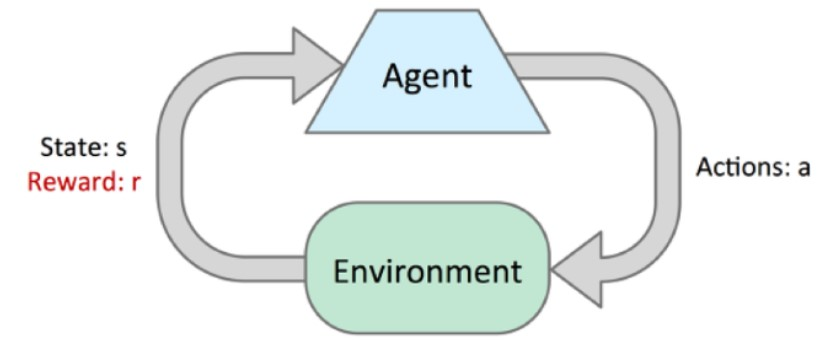 Agent
State: s
Reward: r
Actions: a
Environment